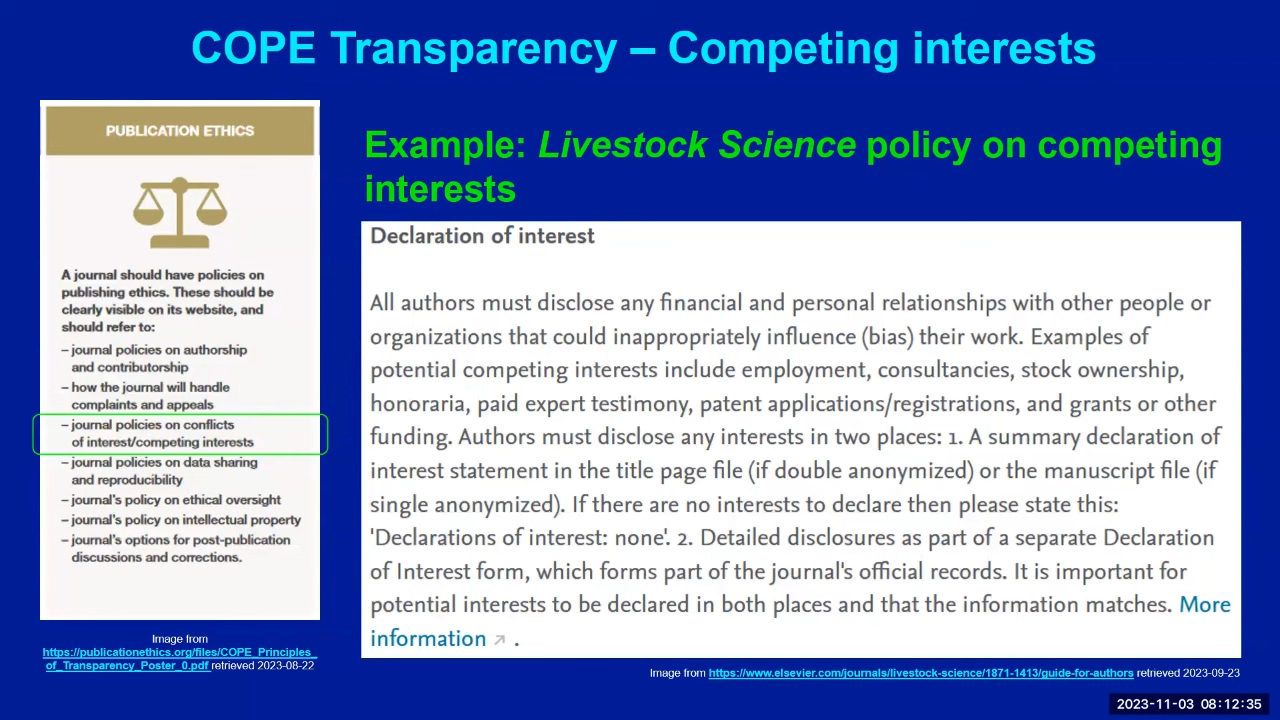 COPE Transparency – Competing interests
PUBLICATION ETHICS
A journal should have policies on
publishing ethics. These should be
clearly visible on its website, and
should refer to:
– journal policies on authorship
and contributorship
– how the journal will handle
complaints and appeals
– journal policies on conflicts
of interest/competing interests
– journal policies on data sharing
and reproducibility
– journal's policy on ethical oversight
– journal's policy on intellectual property
– journal's options for post-publication
discussions and corrections.
Image from
https://publicationethics.org/files/COPE_Principles_
of_Transparency_Poster_0.pdf retrieved 2023-08-22
Example: Livestock Science policy on competing
interests
Declaration of interest
All authors must disclose any financial and personal relationships with other people or
organizations that could inappropriately influence (bias) their work. Examples of
potential competing interests include employment, consultancies, stock ownership,
honoraria, paid expert testimony, patent applications/registrations, and grants or other
funding. Authors must disclose any interests in two places: 1. A summary declaration of
interest statement in the title page file (if double anonymized) or the manuscript file (if
single anonymized). If there are no interests to declare then please state this:
'Declarations of interest: none'. 2. Detailed disclosures as part of a separate Declaration
of Interest form, which forms part of the journal's official records. It is important for
potential interests to be declared in both places and that the information matches. More
information ↗ .
Image from https://www.elsevier.com/journals/livestock-science/1871-1413/guide-for-authors retrieved 2023-09-23
2023-11-03 08:12:35